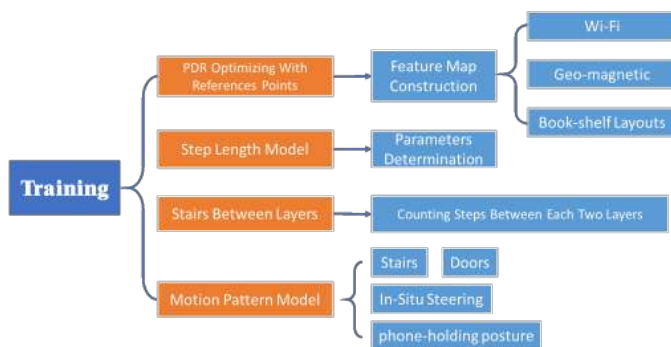 Training
PDR Optimizing With
References Points
Feature Map
Construction
Wi-Fi
Geo-magnetic
Book-shelf Layouts
Step Length Model
Parameters
Determination
Stairs Between Layers
Counting Steps Between Each Two Layers
Motion Pattern Model
Stairs
Doors
In-Situ Steering
phone-holding posture